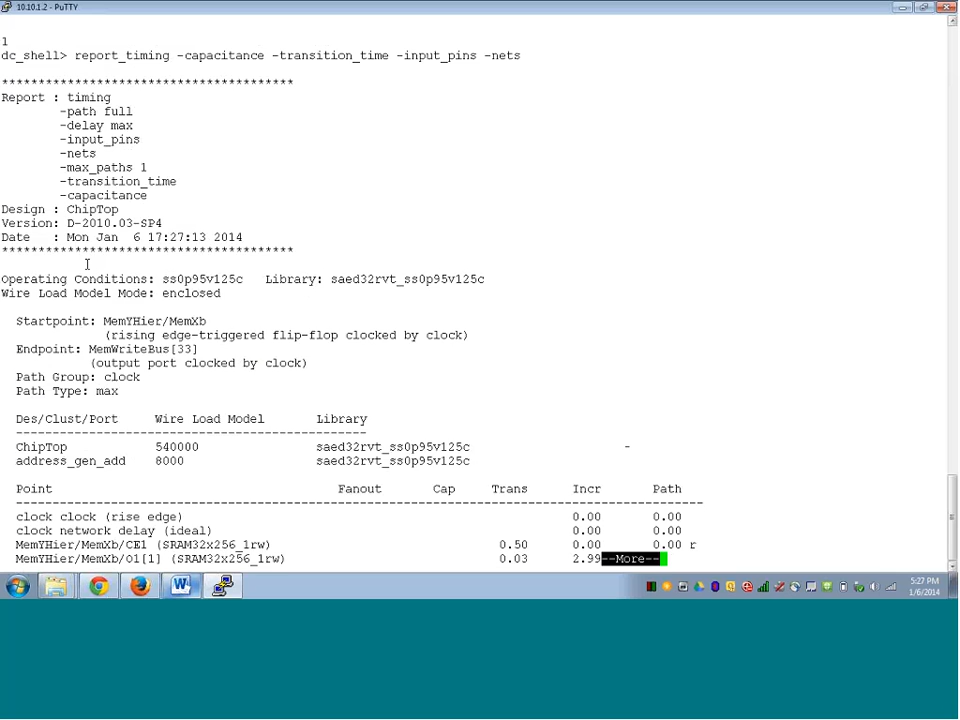 10.10.1.2 - PuTTY
1
dc_shell> report_timing -capacitance -transition_time -input_pins -nets
****************************************
Report : timing
-path full
-delay max
-input_pins
-nets
-max_paths 1
-transition_time
-capacitance
Design : ChipTop
Version: D-2010.03-SP4
Date   : Mon Jan  6 17:27:13 2014
****************************************
Operating Conditions: ss0p95v125c   Library: saed32rvt_ss0p95v125c
Wire Load Model Mode: enclosed
Startpoint: MemYHier/MemXb
(rising edge-triggered flip-flop clocked by clock)
Endpoint: MemWriteBus[33]
(output port clocked by clock)
Path Group: clock
Path Type: max
Des/Clust/Port     Wire Load Model       Library
------------------------------------------------
ChipTop            540000                saed32rvt_ss0p95v125c
address_gen_add    8000                  saed32rvt_ss0p95v125c
Point                                       Fanout       Cap     Trans      Incr       Path
----------------------------------------------------------------------------------------------
clock clock (rise edge)                                                     0.00       0.00
clock network delay (ideal)                                                 0.00       0.00
MemYHier/MemXb/CE1 (SRAM32x256_1rw)                               0.50      0.00       0.00 r
MemYHier/MemXb/O1[1] (SRAM32x256_1rw)                             0.03      2.99--More--
5:27 PM
1/6/2014